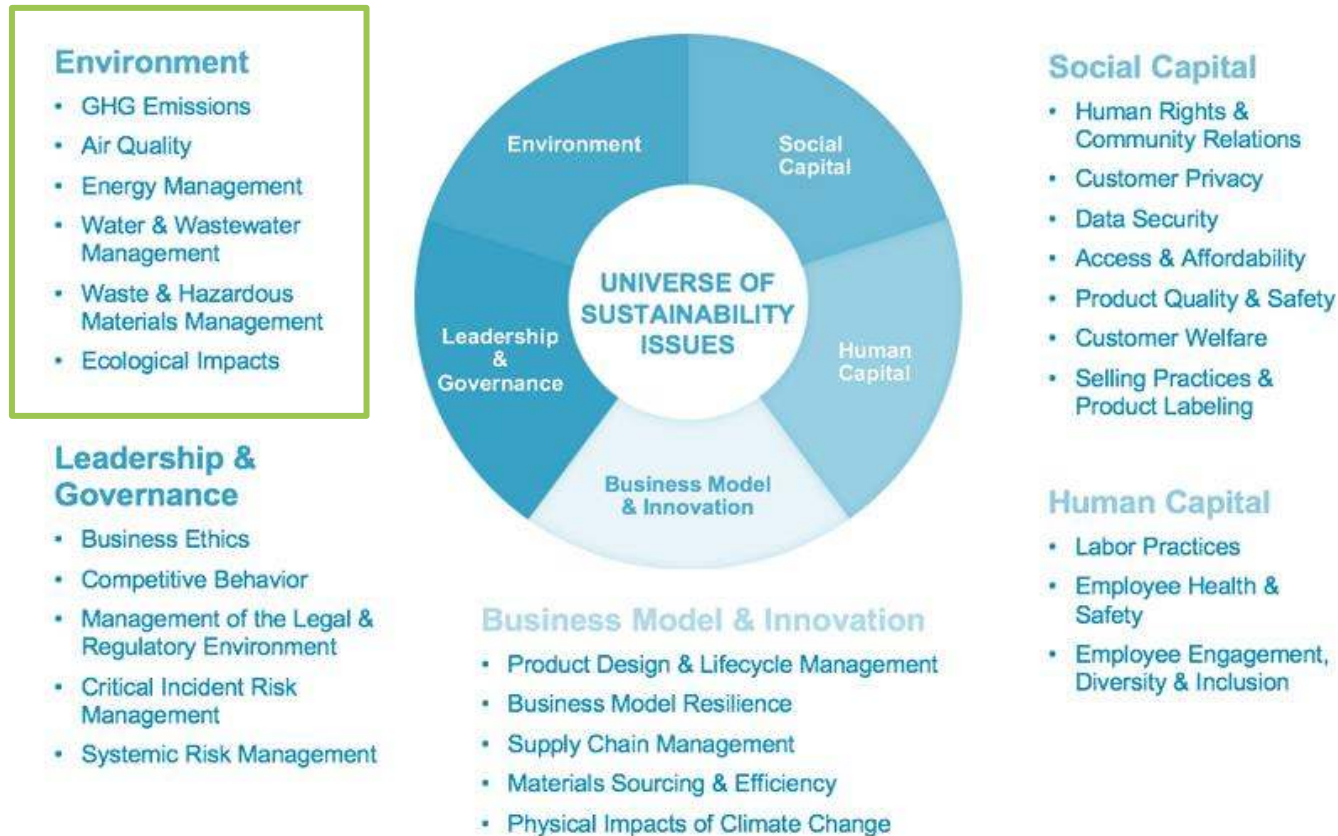 Environment
• GHG Emissions
• Air Quality
• Energy Management
• Water & Wastewater
Management
• Waste & Hazardous
Materials Management
• Ecological Impacts
Leadership &
Governance
• Business Ethics
• Competitive Behavior
• Management of the Legal &
Regulatory Environment
• Critical Incident Risk
Management
• Systemic Risk Management
Environment
Social
Capital
UNIVERSE OF
SUSTAINABILITY
ISSUES
Leadership
&
Governance
Human
Capital
Business Model
& Innovation
Business Model & Innovation
• Product Design & Lifecycle Management
• Business Model Resilience
• Supply Chain Management
• Materials Sourcing & Efficiency
• Physical Impacts of Climate Change
Social Capital
• Human Rights &
Community Relations
• Customer Privacy
• Data Security
• Access & Affordability
• Product Quality & Safety
• Customer Welfare
• Selling Practices &
Product Labeling
Human Capital
• Labor Practices
• Employee Health &
Safety
• Employee Engagement,
Diversity & Inclusion